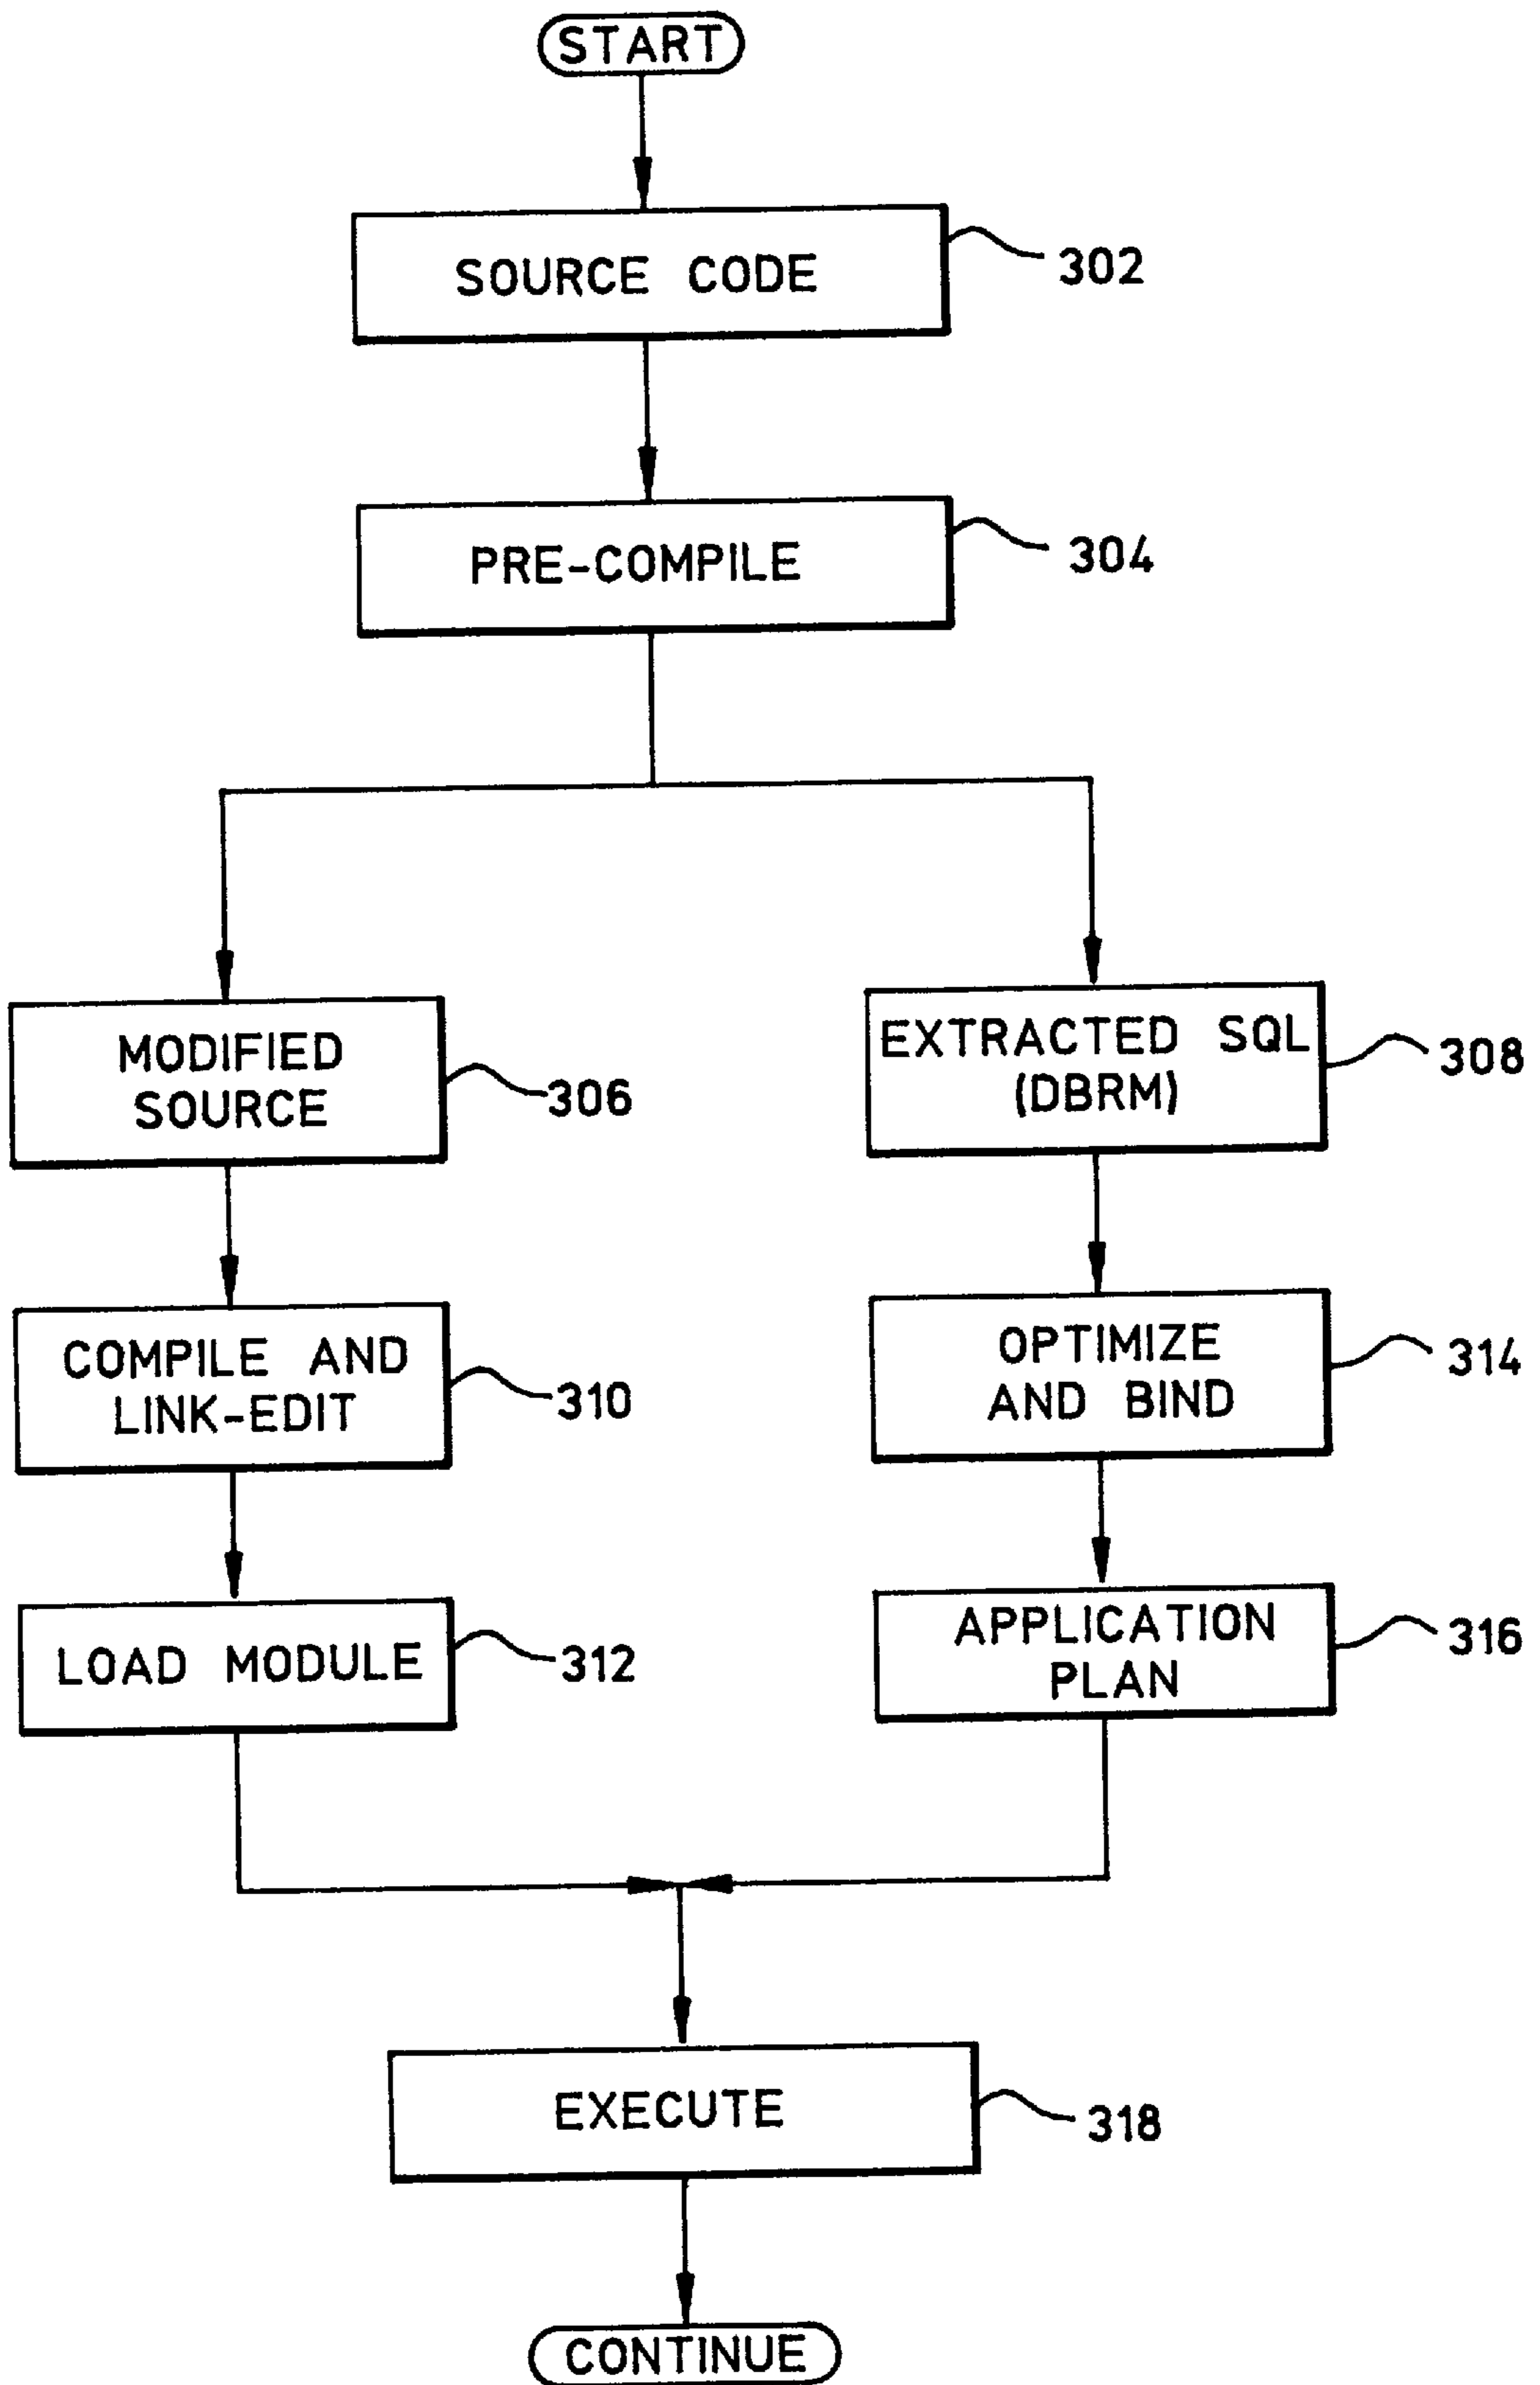 START
SOURCE CODE
302
PRE-COMPILE
304
MODIFIED
SOURCE
306
EXTRACTED SQL
(DBRM)
308
COMPILE AND
LINK-EDIT
310
OPTIMIZE
AND BIND
314
LOAD MODULE
312
APPLICATION
PLAN
316
EXECUTE
318
CONTINUE